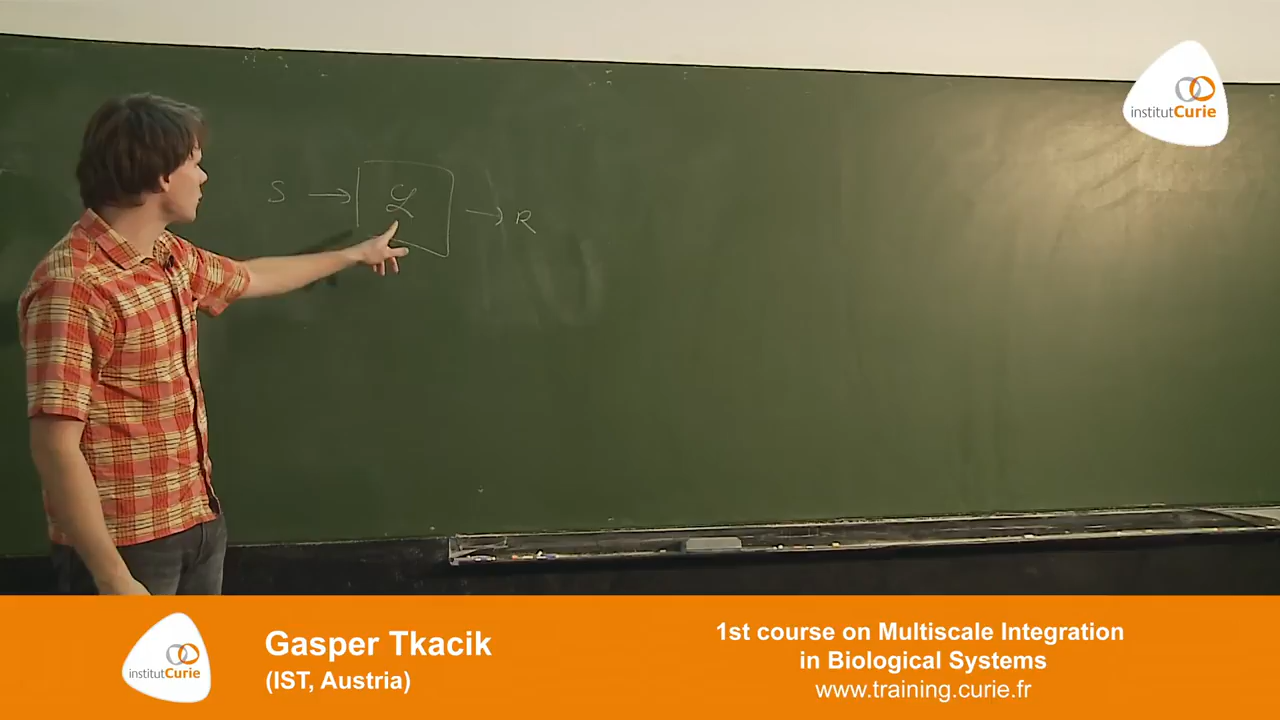 institutCurie
S → ℒ → R
institutCurie
Gasper Tkacik
(IST, Austria)
1st course on Multiscale Integration
in Biological Systems
www.training.curie.fr